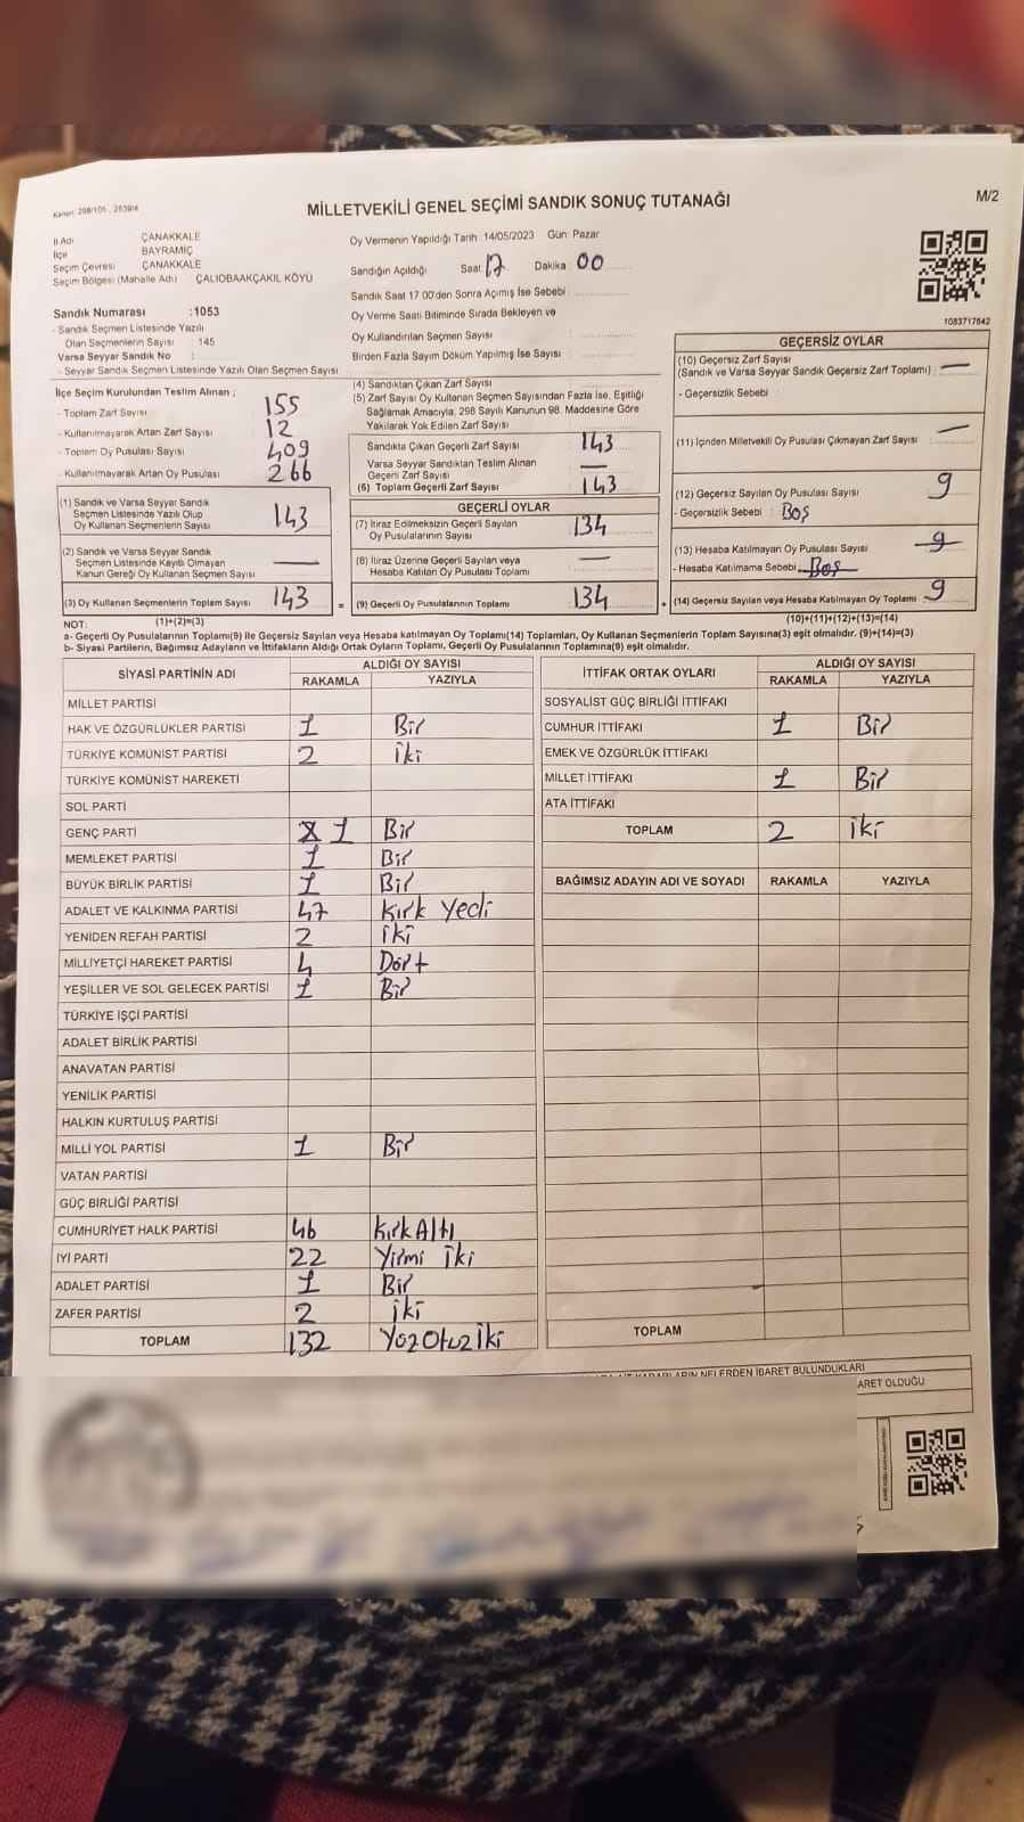 Kanun: 298/105 , 2839/4
MİLLETVEKİLİ GENEL SEÇİMİ SANDIK SONUÇ TUTANAĞI
M/2
İl Adı ÇANAKKALE
İlçe BAYRAMİÇ
Seçim Çevresi ÇANAKKALE
Seçim Bölgesi (Mahalle Adı) ÇALIOBAAKÇAKIL KÖYÜ
Oy Vermenin Yapıldığı Tarih :14/05/2023 Gün: Pazar
Sandığın Açıldığı Saat 17 Dakika 00
Sandık Saat 17 00'den Sonra Açımış İse Sebebi
Oy Verme Saati Bitiminde Sırada Bekleyen ve
Oy Kullandırılan Seçmen Sayısı
Birden Fazla Sayım Döküm Yapılmış İse Sayısı
1083717642
Sandık Numarası :1053
- Sandık Seçmen Listesinde Yazılı
Olan Seçmenlerin Sayısı : 145
Varsa Seyyar Sandık No :
- Seyyar Sandık Seçmen Listesinde Yazılı Olan Seçmen Sayısı
İlçe Seçim Kurulundan Teslim Alınan ;
- Toplam Zarf Sayısı 155
- Kullanılmayarak Artan Zarf Sayısı 12
- Toplam Oy Pusulası Sayısı 409
- Kullanılmayarak Artan Oy Pusulası 266
(1) Sandık ve Varsa Seyyar Sandık
Seçmen Listesinde Yazılı Olup
Oy Kullanan Seçmenlerin Sayısı 143
(2) Sandık ve Varsa Seyyar Sandık
Seçmen Listesinde Kayıtlı Olmayan
Kanun Gereği Oy Kullanan Seçmen Sayısı —
(3) Oy Kullanan Seçmenlerin Toplam Sayısı 143 =
(4) Sandıktan Çıkan Zarf Sayısı
(5) Zarf Sayısı Oy Kullanan Seçmen Sayısından Fazla İse, Eşitliği
Sağlamak Amacıyla, 298 Sayılı Kanunun 98. Maddesine Göre
Yakılarak Yok Edilen Zarf Sayısı
Sandıkta Çıkan Geçerli Zarf Sayısı 143
Varsa Seyyar Sandıktan Teslim Alınan
Geçerli Zarf Sayısı —
(6) Toplam Geçerli Zarf Sayısı 143
GEÇERLİ OYLAR
(7) İtiraz Edilmeksizin Geçerli Sayılan
Oy Pusulalarının Sayısı 134
(8) İtiraz Üzerine Geçerli Sayılan veya
Hesaba Katılan Oy Pusulası Toplamı —
(9) Geçerli Oy Pusulalarının Toplamı 134 +
GEÇERSİZ OYLAR
(10) Geçersiz Zarf Sayısı
(Sandık ve Varsa Seyyar Sandık Geçersiz Zarf Toplamı) —
- Geçersizlik Sebebi
(11) İçinden Milletvekili Oy Pusulası Çıkmayan Zarf Sayısı —
(12) Geçersiz Sayılan Oy Pusulası Sayısı 9
- Geçersizlik Sebebi : Boş
(13) Hesaba Katılmayan Oy Pusulası Sayısı 9
- Hesaba Katılmama Sebebi Boş
(14) Geçersiz Sayılan veya Hesaba Katılmayan Oy Toplamı 9
NOT: (1)+(2)=(3) (10)+(11)+(12)+(13)=(14)
a- Geçerli Oy Pusulalarının Toplamı(9) ile Geçersiz Sayılan veya Hesaba katılmayan Oy Toplamı(14) Toplamları, Oy Kullanan Seçmenlerin Toplam Sayısına(3) eşit olmalıdır. (9)+(14)=(3)
b- Siyasi Partilerin, Bağımsız Adayların ve İttifakların Aldığı Ortak Oyların Toplamı, Geçerli Oy Pusulalarının Toplamına(9) eşit olmalıdır.
SİYASİ PARTİNİN ADI ALDIĞI OY SAYISI
RAKAMLA YAZIYLA
MİLLET PARTİSİ
HAK VE ÖZGÜRLÜKLER PARTİSİ 1 Bir
TÜRKİYE KOMÜNİST PARTİSİ 2 iki
TÜRKİYE KOMÜNİST HAREKETİ
SOL PARTİ
GENÇ PARTİ 1 Bir
MEMLEKET PARTİSİ 1 Bir
BÜYÜK BİRLİK PARTİSİ 1 Bir
ADALET VE KALKINMA PARTİSİ 47 Kırk Yedi
YENİDEN REFAH PARTİSİ 2 iki
MİLLİYETÇİ HAREKET PARTİSİ 4 Dört
YEŞİLLER VE SOL GELECEK PARTİSİ 1 Bir
TÜRKİYE İŞÇİ PARTİSİ
ADALET BİRLİK PARTİSİ
ANAVATAN PARTİSİ
YENİLİK PARTİSİ
HALKIN KURTULUŞ PARTİSİ
MİLLİ YOL PARTİSİ 1 Bir
VATAN PARTİSİ
GÜÇ BİRLİĞİ PARTİSİ
CUMHURİYET HALK PARTİSİ 46 Kırk Altı
İYİ PARTİ 22 Yirmi iki
ADALET PARTİSİ 1 Bir
ZAFER PARTİSİ 2 iki
TOPLAM 132 YüzOtuz İki
İTTİFAK ORTAK OYLARI ALDIĞI OY SAYISI
RAKAMLA YAZIYLA
SOSYALİST GÜÇ BİRLİĞİ İTTİFAKI
CUMHUR İTTİFAKI 1 Bir
EMEK VE ÖZGÜRLÜK İTTİFAKI
MİLLET İTTİFAKI 1 Bir
ATA İTTİFAKI
TOPLAM 2 iki
BAĞIMSIZ ADAYIN ADI VE SOYADI RAKAMLA YAZIYLA
TOPLAM
NELERDEN İBARET BULUNDUKLARI
ARET OLDUĞU